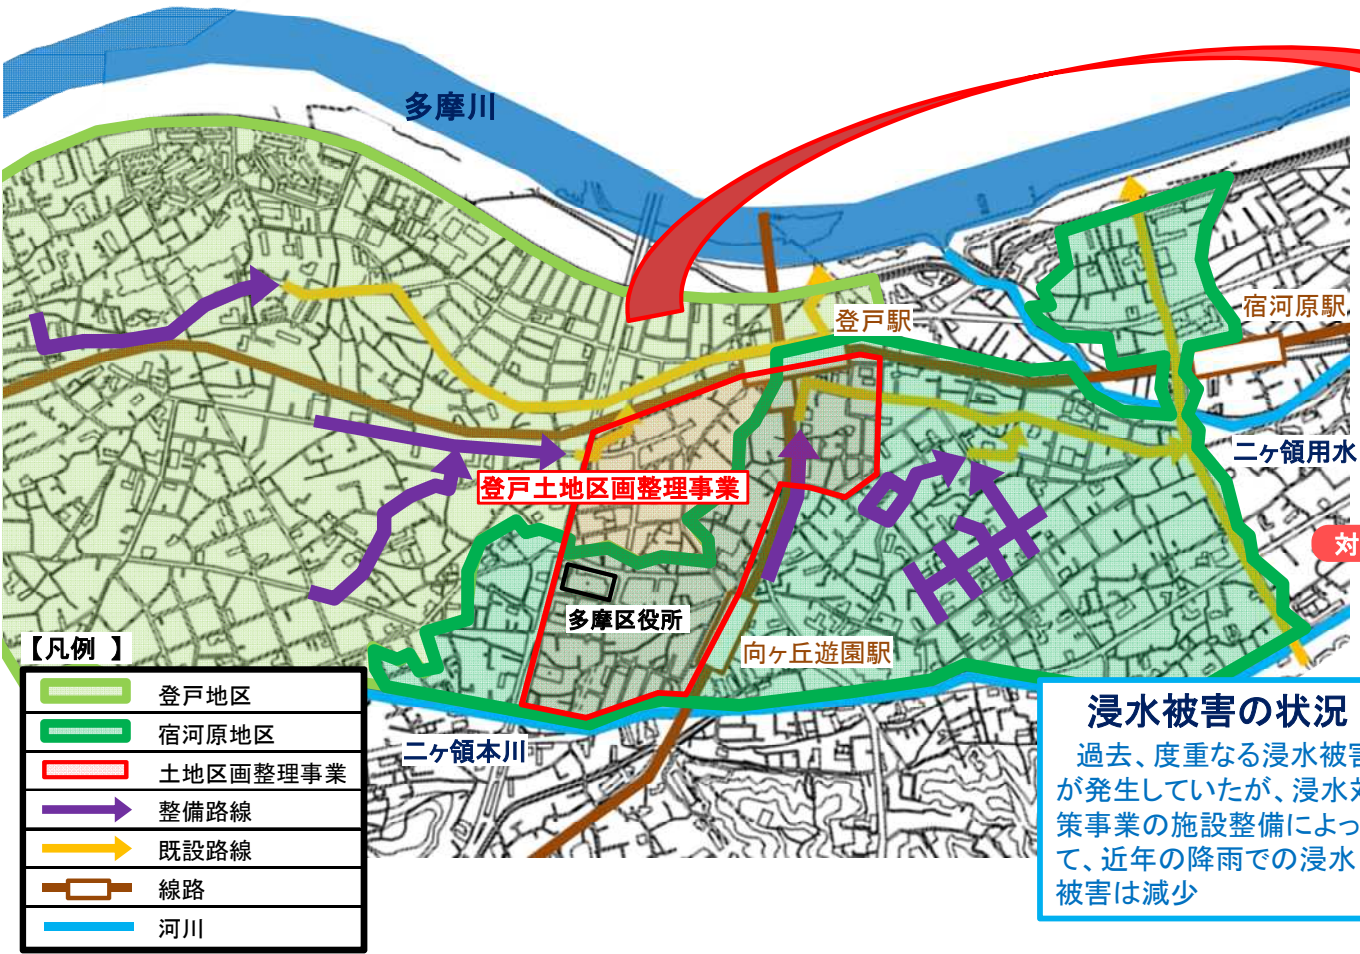 多摩川
登戸駅
宿河原駅
二ヶ領用水
登戸土地区画整理事業
対
多摩区役所
向ヶ丘遊園駅
二ヶ領本川
【凡例 】
登戸地区
宿河原地区
土地区画整理事業
整備路線
既設路線
線路
河川
浸水被害の状況
過去、度重なる浸水被害
が発生していたが、浸水対
策事業の施設整備によっ
て、近年の降雨での浸水
被害は減少